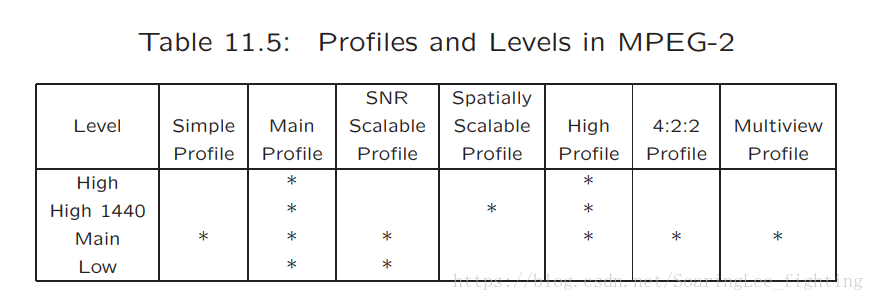 Table 11.5: Profiles and Levels in MPEG-2
SNR Spatially
Level Simple Main Scalable Scalable High 4:2:2 Multiview
Profile Profile Profile Profile Profile Profile Profile
High * *
High 1440 * * *
Main * * * * * *
Low * *
https://blog.csdn.net/SoaringLee_fighting